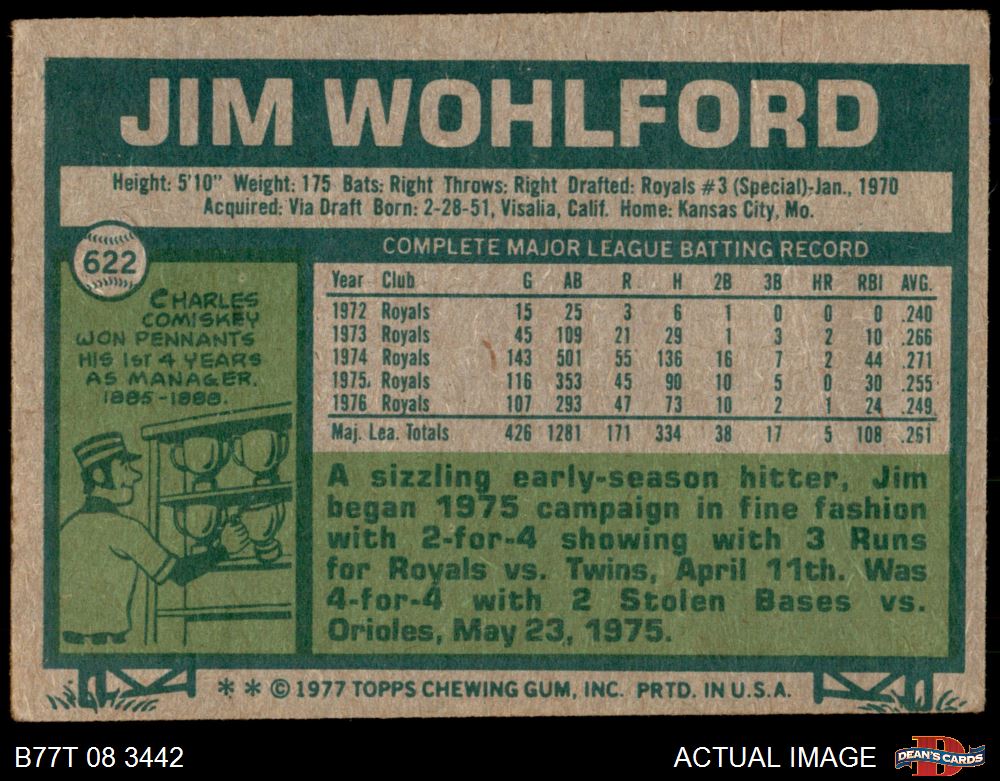 JIM WOHLFORD
Height: 5'10" Weight: 175 Bats: Right Throws: Right Drafted: Royals #3 (Special)-Jan., 1970
Acquired: Via Draft Born: 2-28-51, Visalia, Calif. Home: Kansas City, Mo.
622
CHARLES
COMISKEY
WON PENNANTS
HIS 1ST 4 YEARS
AS MANAGER.
1885-1888.
COMPLETE MAJOR LEAGUE BATTING RECORD
Year Club G AB R H 2B 3B HR RBI AVG.
1972 Royals 15 25 3 6 1 0 0 0 .240
1973 Royals 45 109 21 29 1 3 2 10 .266
1974 Royals 143 501 55 136 16 7 2 44 .271
1975 Royals 116 353 45 90 10 5 0 30 .255
1976 Royals 107 293 47 73 10 2 1 24 .249
Maj. Lea. Totals 426 1281 171 334 38 17 5 108 .261
A sizzling early-season hitter, Jim
began 1975 campaign in fine fashion
with 2-for-4 showing with 3 Runs
for Royals vs. Twins, April 11th. Was
4-for-4 with 2 Stolen Bases vs.
Orioles, May 23, 1975.
* * © 1977 TOPPS CHEWING GUM, INC. PRTD. IN U.S.A.
B77T 08 3442
ACTUAL IMAGE
D
DEAN'S CARDS